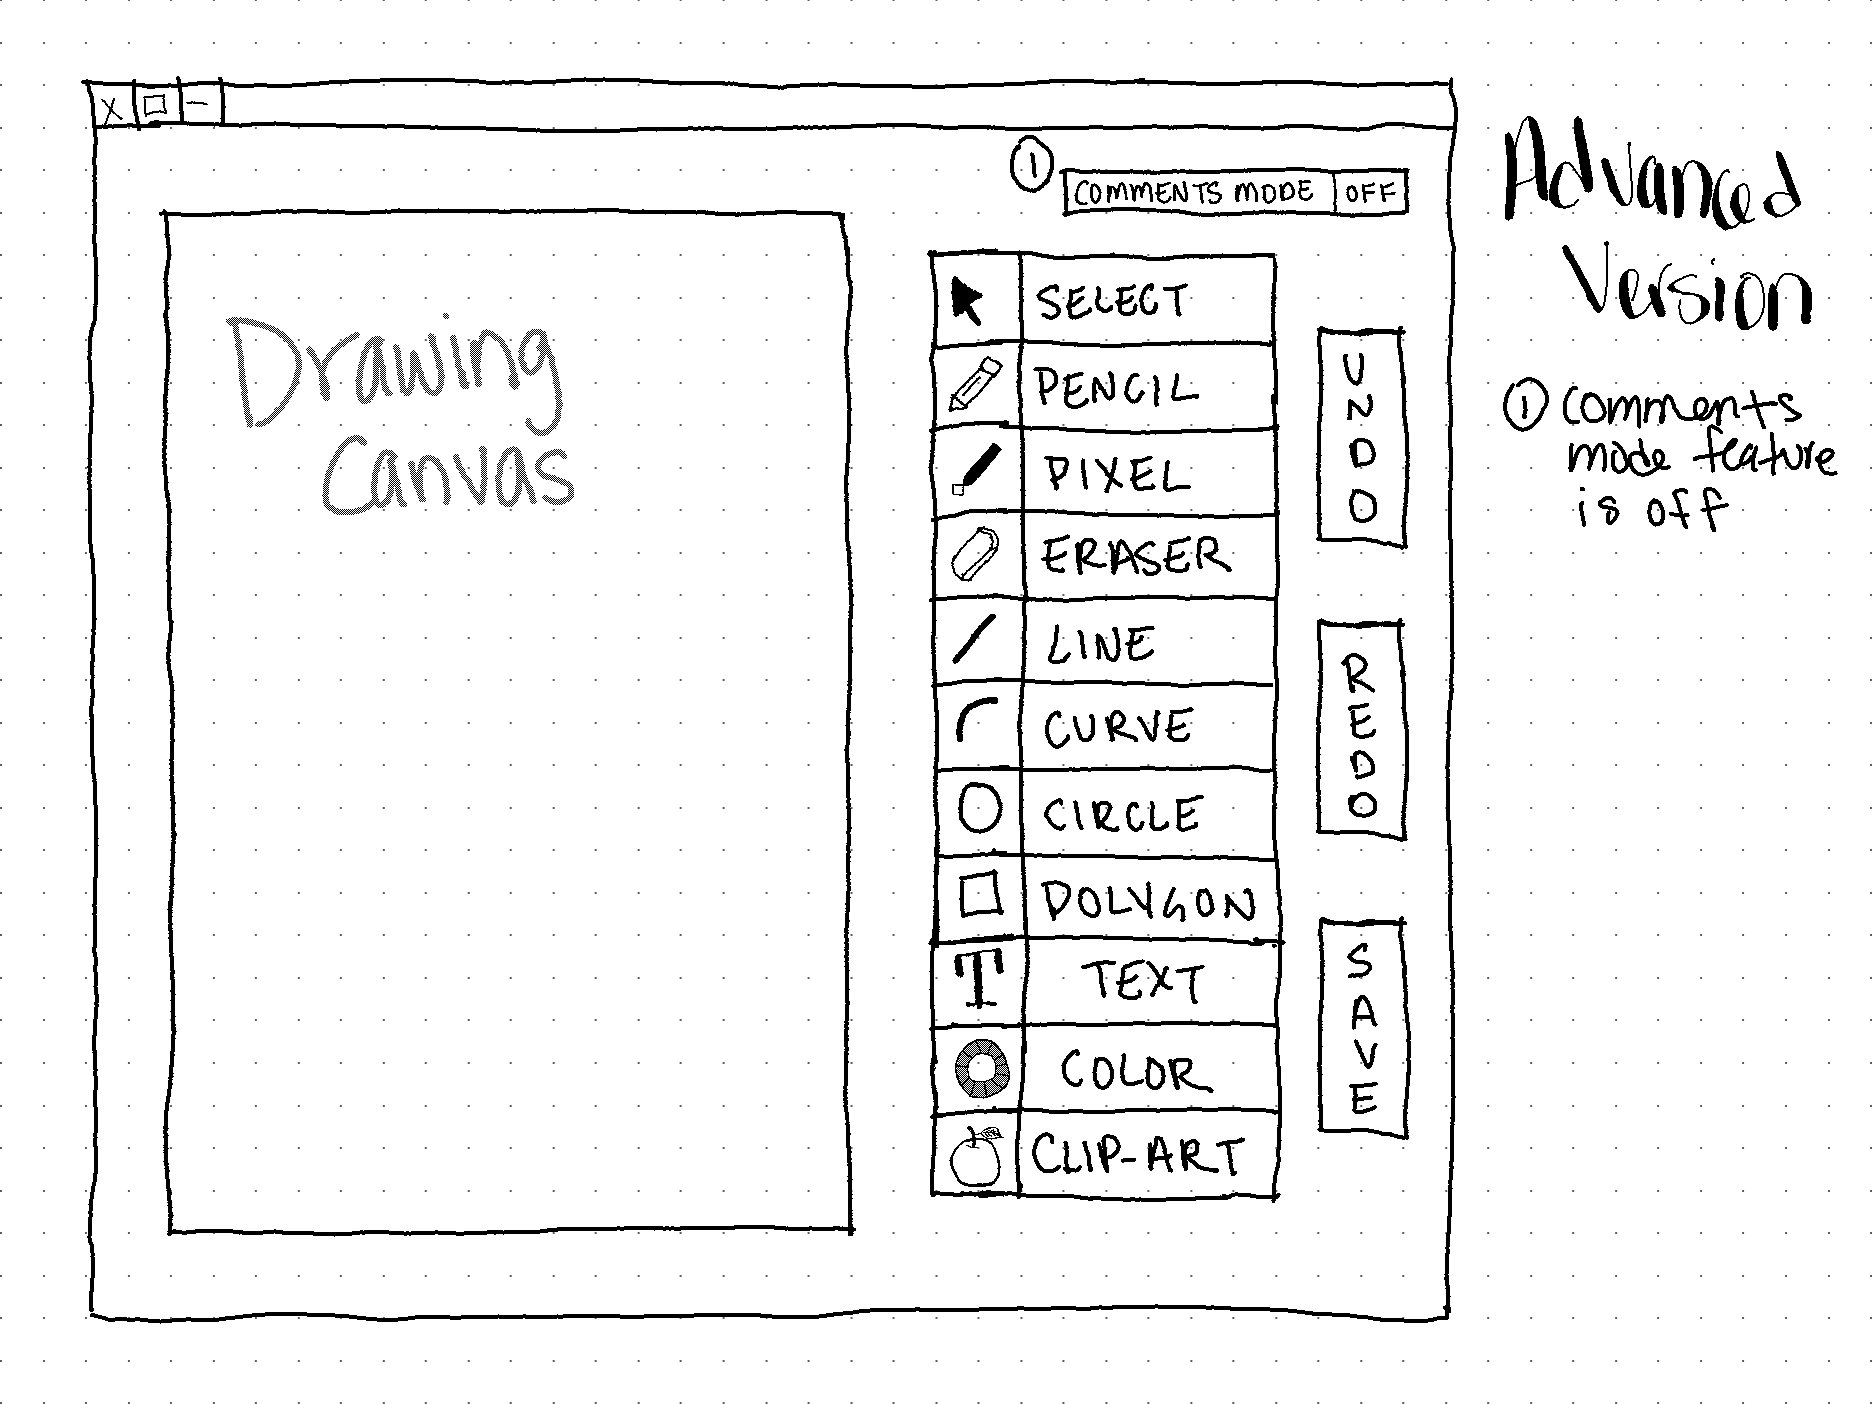 X
①
COMMENTS MODE OFF
Advanced
Version
① comments
mode feature
is off
Drawing
Canvas
SELECT
PENCIL
PIXEL
ERASER
LINE
CURVE
CIRCLE
POLYGON
T TEXT
COLOR
CLIP-ART
UNDO
REDO
SAVE